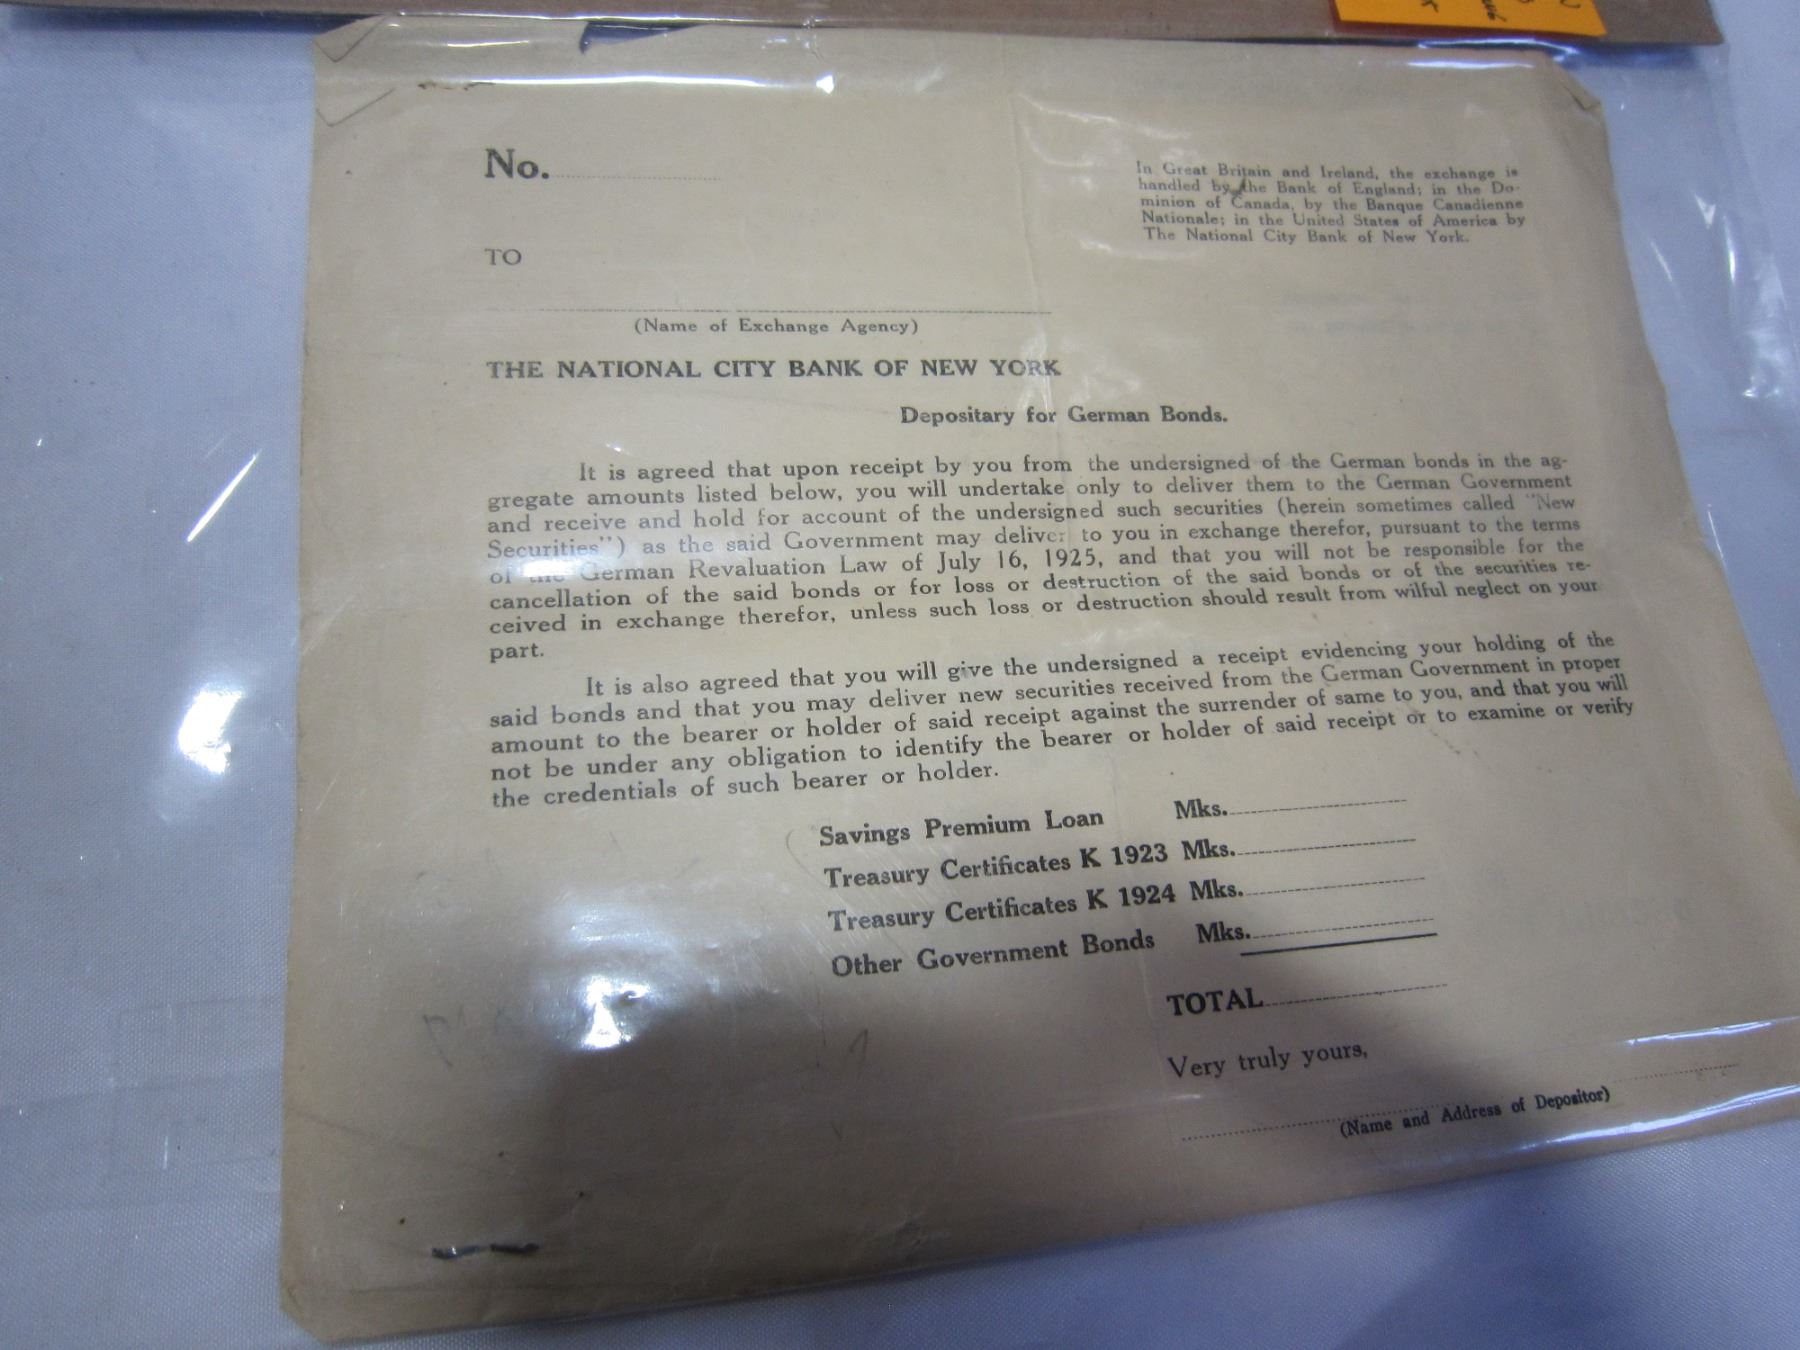 No.
In Great Britain and Ireland, the exchange is
handled by the Bank of England; in the Do-
minion of Canada, by the Banque Canadienne
Nationale; in the United States of America by
The National City Bank of New York.
TO
(Name of Exchange Agency)
THE NATIONAL CITY BANK OF NEW YORK
Depositary for German Bonds.
It is agreed that upon receipt by you from the undersigned of the German bonds in the ag-
gregate amounts listed below, you will undertake only to deliver them to the German Government
and receive and hold for account of the undersigned such securities (herein sometimes called "New
Securities") as the said Government may deliver to you in exchange therefor, pursuant to the terms
of the German Revaluation Law of July 16, 1925, and that you will not be responsible for the
cancellation of the said bonds or for loss or destruction of the said bonds or of the securities re-
ceived in exchange therefor, unless such loss or destruction should result from wilful neglect on your
part.
It is also agreed that you will give the undersigned a receipt evidencing your holding of the
said bonds and that you may deliver new securities received from the German Government in proper
amount to the bearer or holder of said receipt against the surrender of same to you, and that you will
not be under any obligation to identify the bearer or holder of said receipt or to examine or verify
the credentials of such bearer or holder.
Savings Premium Loan Mks.
Treasury Certificates K 1923 Mks.
Treasury Certificates K 1924 Mks.
Other Government Bonds Mks.
TOTAL
Very truly yours,
(Name and Address of Depositor)